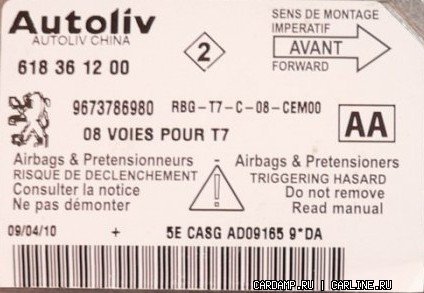 Autoliv
AUTOLIV CHINA
618 36 12 00
2
SENS DE MONTAGE
IMPERATIF
AVANT
FORWARD
9673786980 RBG-T7-C-08-CEM00
08 VOIES POUR T7
AA
Airbags & Pretensionneurs
RISQUE DE DECLENCHEMENT
Consulter la notice
Ne pas démonter
!
Airbags & Pretensioners
TRIGGERING HASARD
Do not remove
Read manual
09/04/10 + 5E CASG AD09165 9*DA
CARDAMP.RU | CARLINE.RU